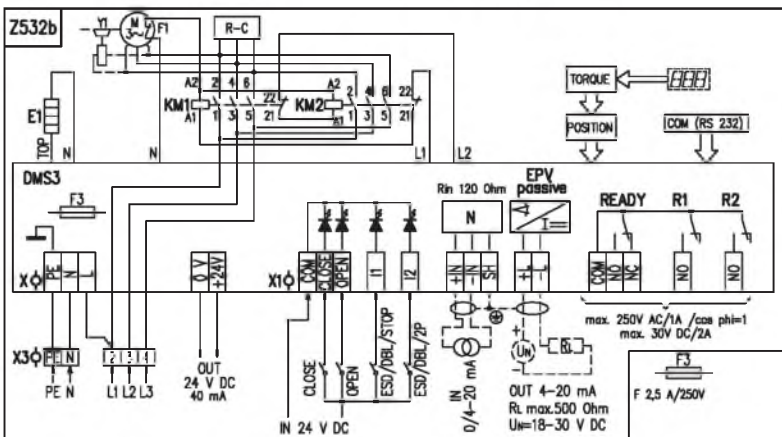 Z532b
Y1
M
3~
F1
R-C
A2 2 4 6
22
A2
2 4 6 22
KM1
KM2
A1 1 3 5
21
A1 1 3 5 21
E1
TOP
N
N
L1
L2
TORQUE
POSITION
COM (RS 232)
DMS3
F3
Rin 120 Ohm
N
EPV
passive
I
READY
R1
R2
X
PE
N
L
0 V
+24V
X1
COM
CLOSE
OPEN
I1
I2
+IN
-IN
SH
+L
-L
COM
NO
NC
NO
NO
max. 250V AC/1A /cos phi=1
max. 30V DC/2A
X3
PE
N
2
3
4
PE N
L1 L2 L3
OUT
24 V DC
40 mA
IN 24 V DC
CLOSE
OPEN
ESD/DBL/STOP
ESD/DBL/2P
IN
0/4-20 mA
+
UN
-
RL
OUT 4-20 mA
RL max.500 Ohm
UN=18-30 V DC
F3
F 2,5 A/250V